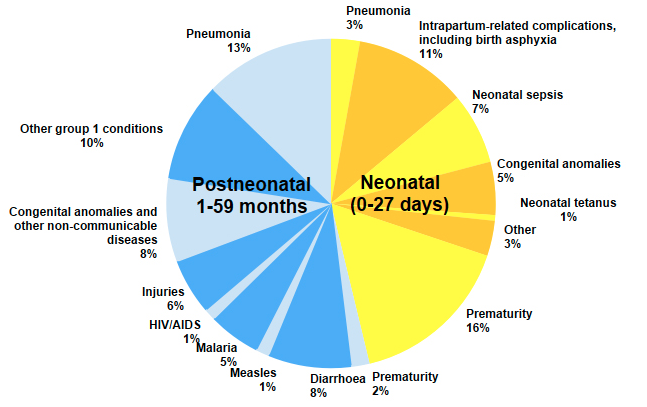 Pneumonia
3%
Intrapartum-related complications,
including birth asphyxia
11%
Neonatal sepsis
7%
Congenital anomalies
5%
Neonatal tetanus
1%
Other
3%
Prematurity
16%
Prematurity
2%
Diarrhoea
8%
Measles
1%
Malaria
5%
HIV/AIDS
1%
Injuries
6%
Congenital anomalies and
other non-communicable
diseases
8%
Other group 1 conditions
10%
Pneumonia
13%
Postneonatal
1-59 months
Neonatal
(0-27 days)